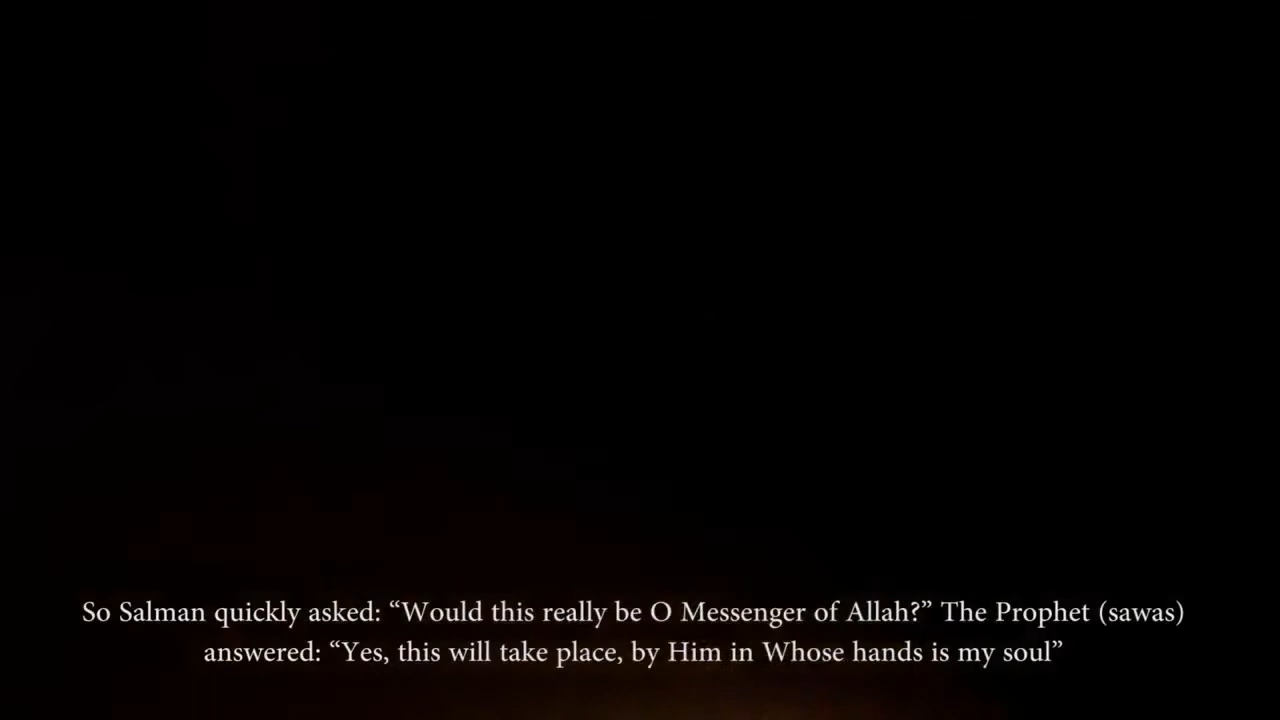 So Salman quickly asked: “Would this really be O Messenger of Allah?” The Prophet (sawas)
answered: “Yes, this will take place, by Him in Whose hands is my soul”